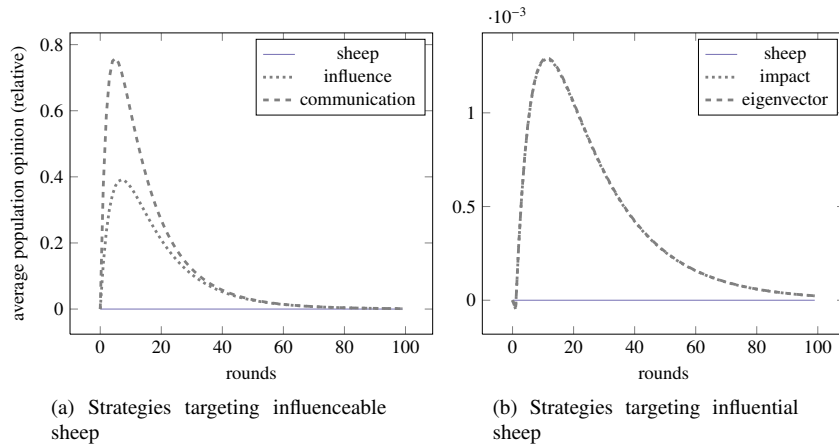 average population opinion (relative)
0.8
0.6
0.4
0.2
0
0 20 40 60 80 100
rounds
sheep
influence
communication
(a) Strategies targeting influenceable
sheep
·10⁻³
1
0.5
0
0 20 40 60 80 100
rounds
sheep
impact
eigenvector
(b) Strategies targeting influential
sheep